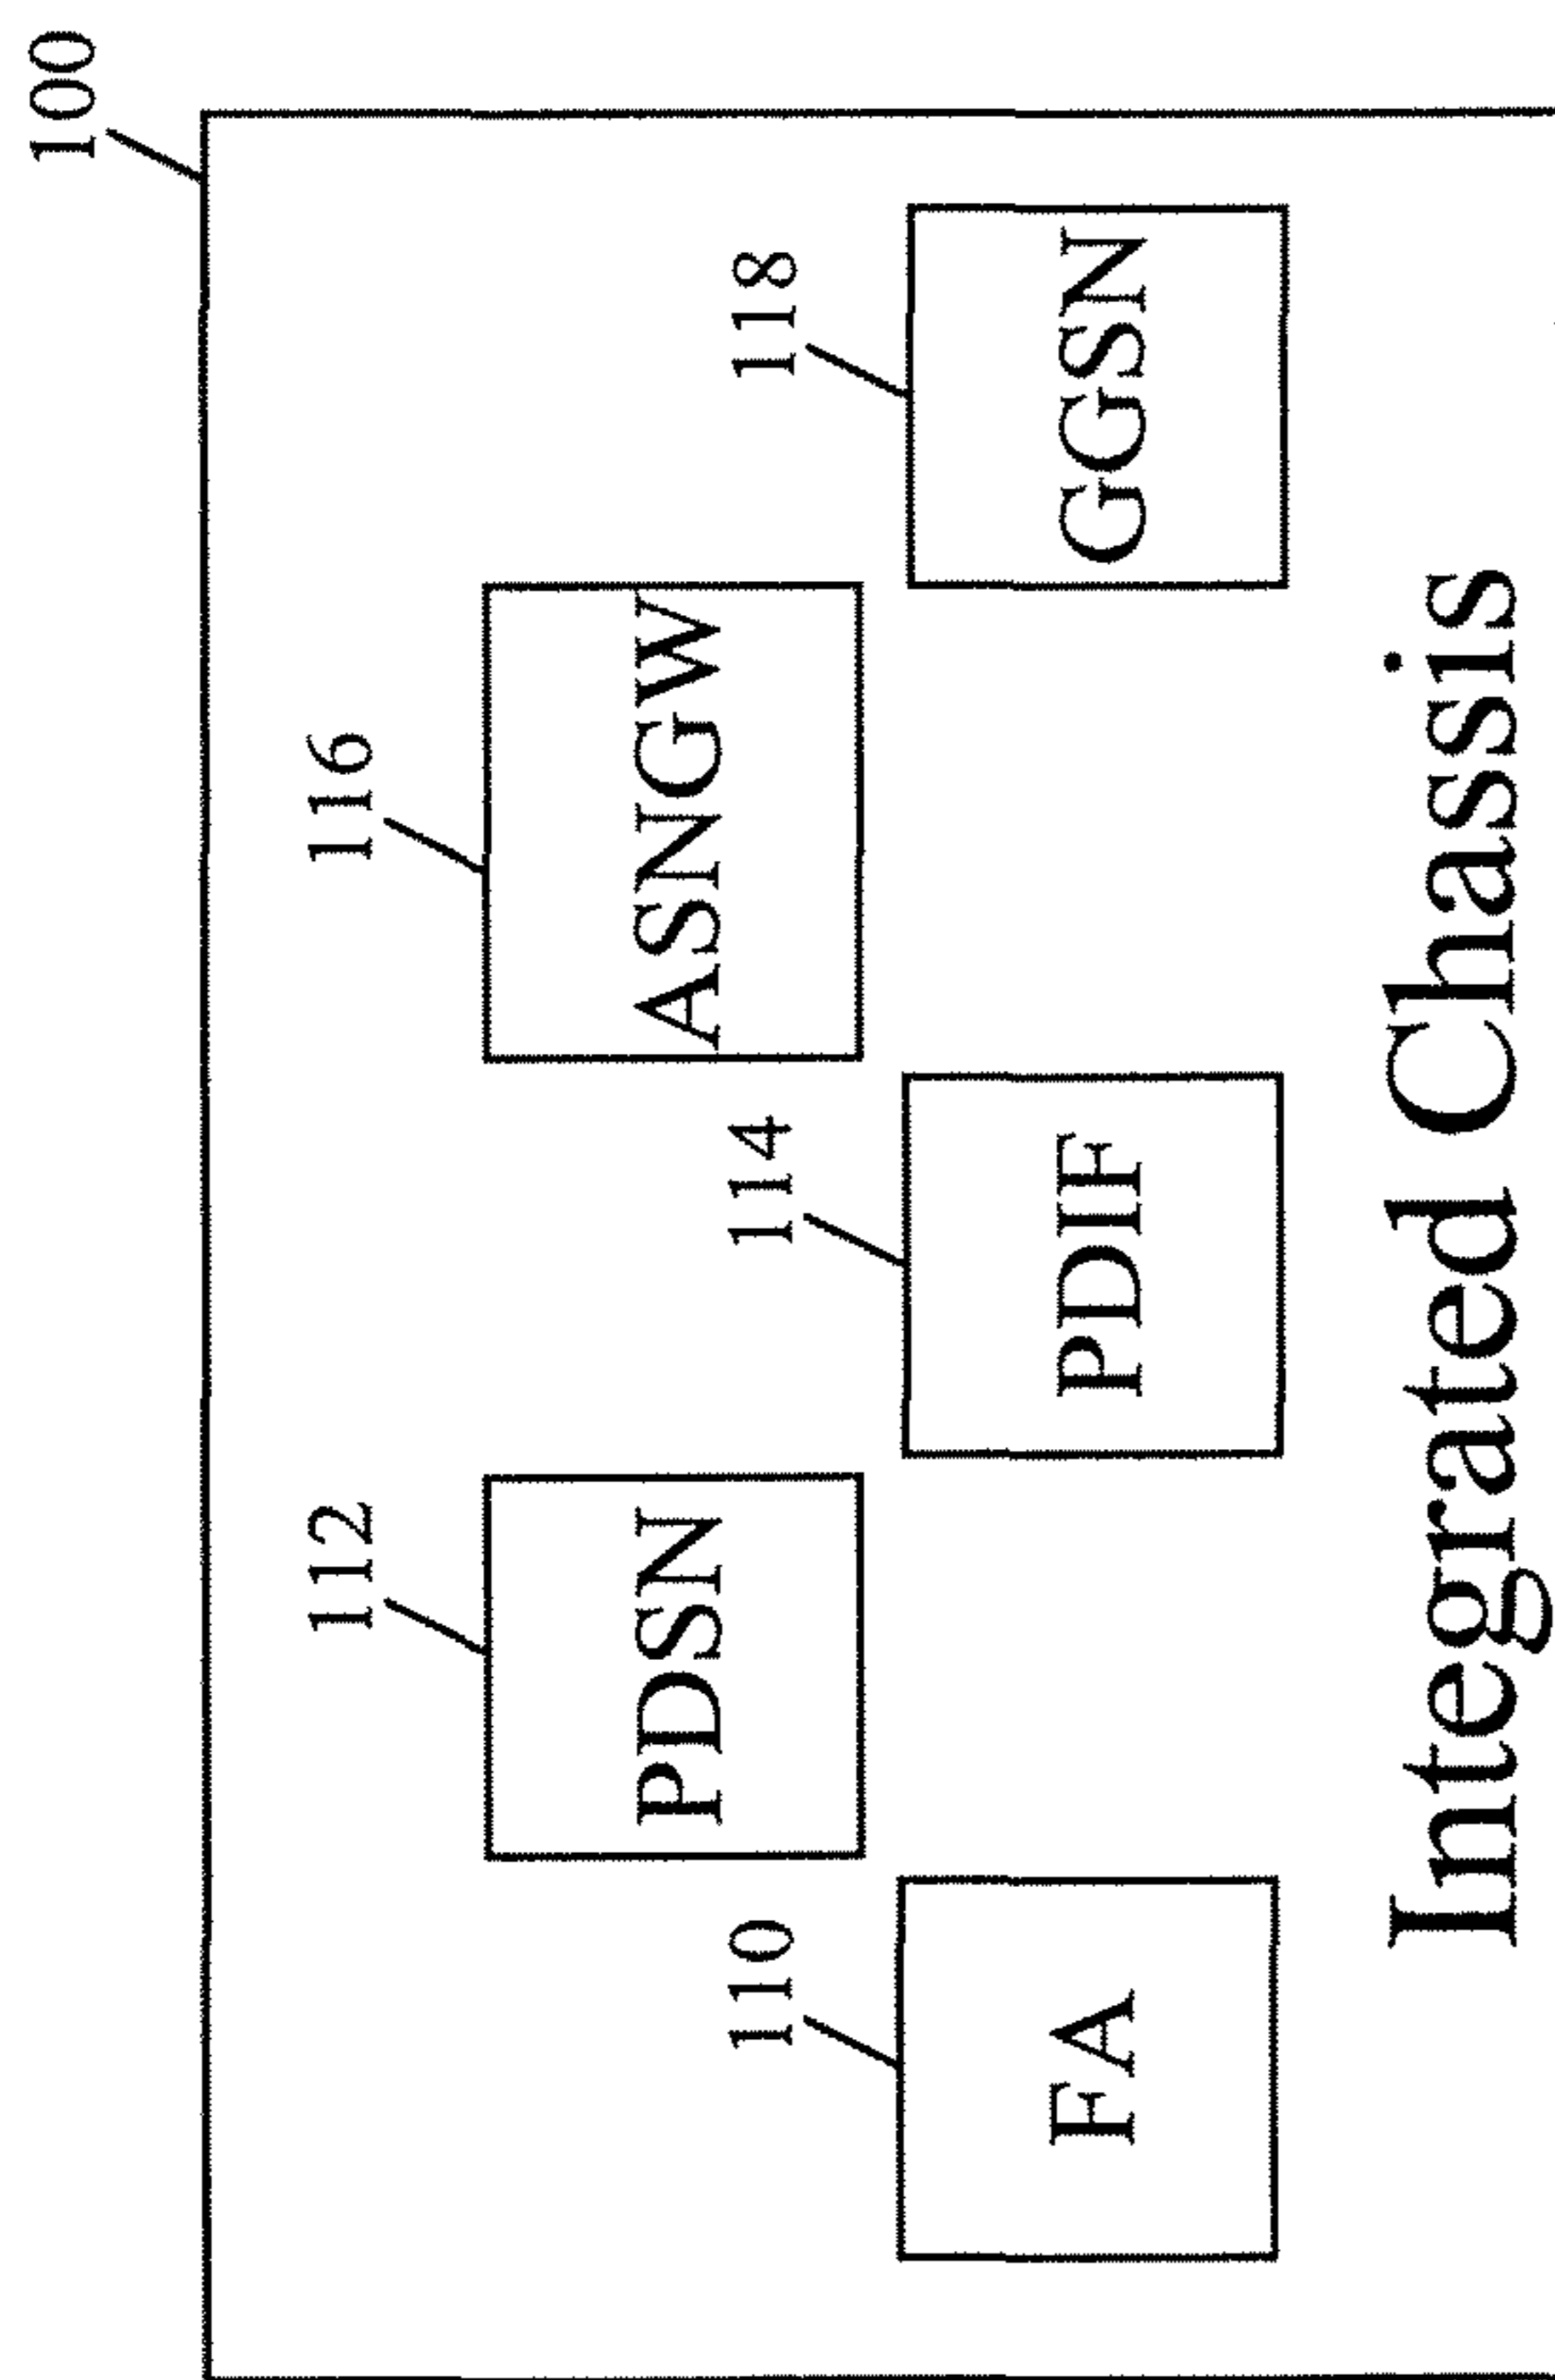 100
112
116
PDSN
ASNGW
110
114
118
FA
PDIF
GGSN
Integrated Chassis